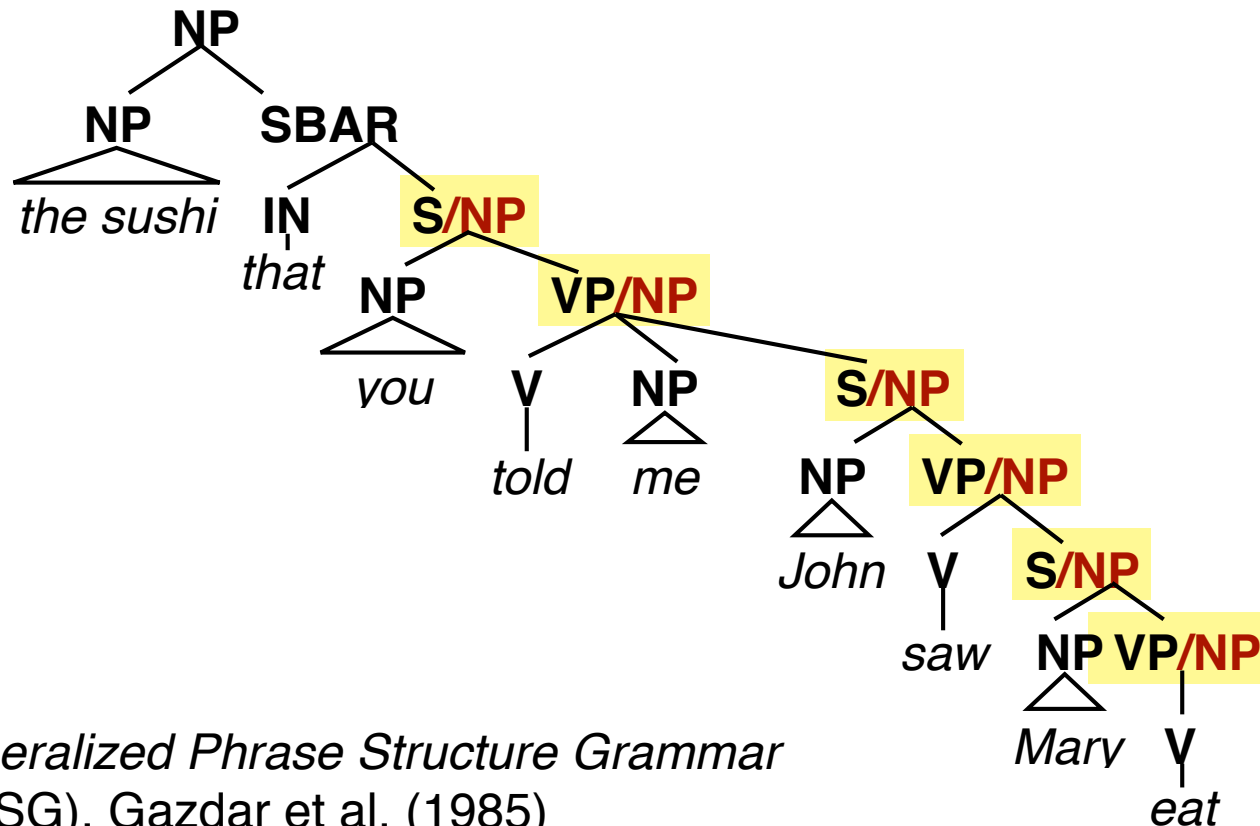 NP
NP SBAR
the sushi IN S/NP
that
NP VP/NP
you V NP S/NP
told me NP VP/NP
John V S/NP
saw NP VP/NP
Mary V
eralized Phrase Structure Grammar
SG), Gazdar et al. (1985)
eat